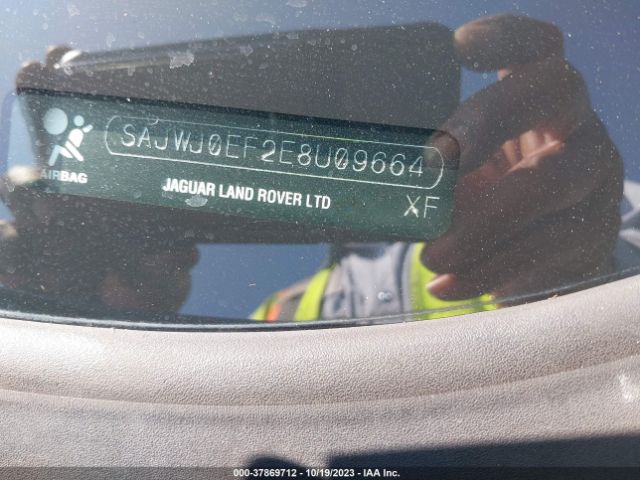 SAJWJ0EF2E8U09664
AIRBAG
JAGUAR LAND ROVER LTD
XF
000-37869712 - 10/19/2023 - IAA Inc.